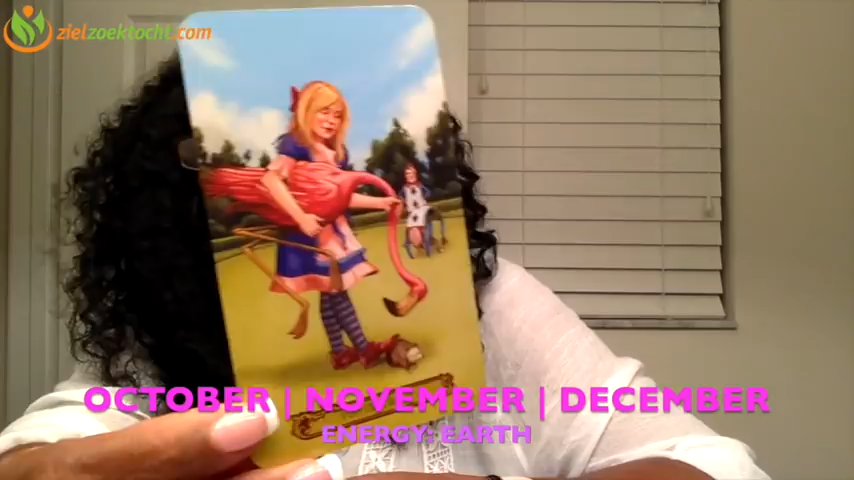 zielzoektocht.com
OCTOBER | NOVEMBER | DECEMBER
ENERGY: EARTH